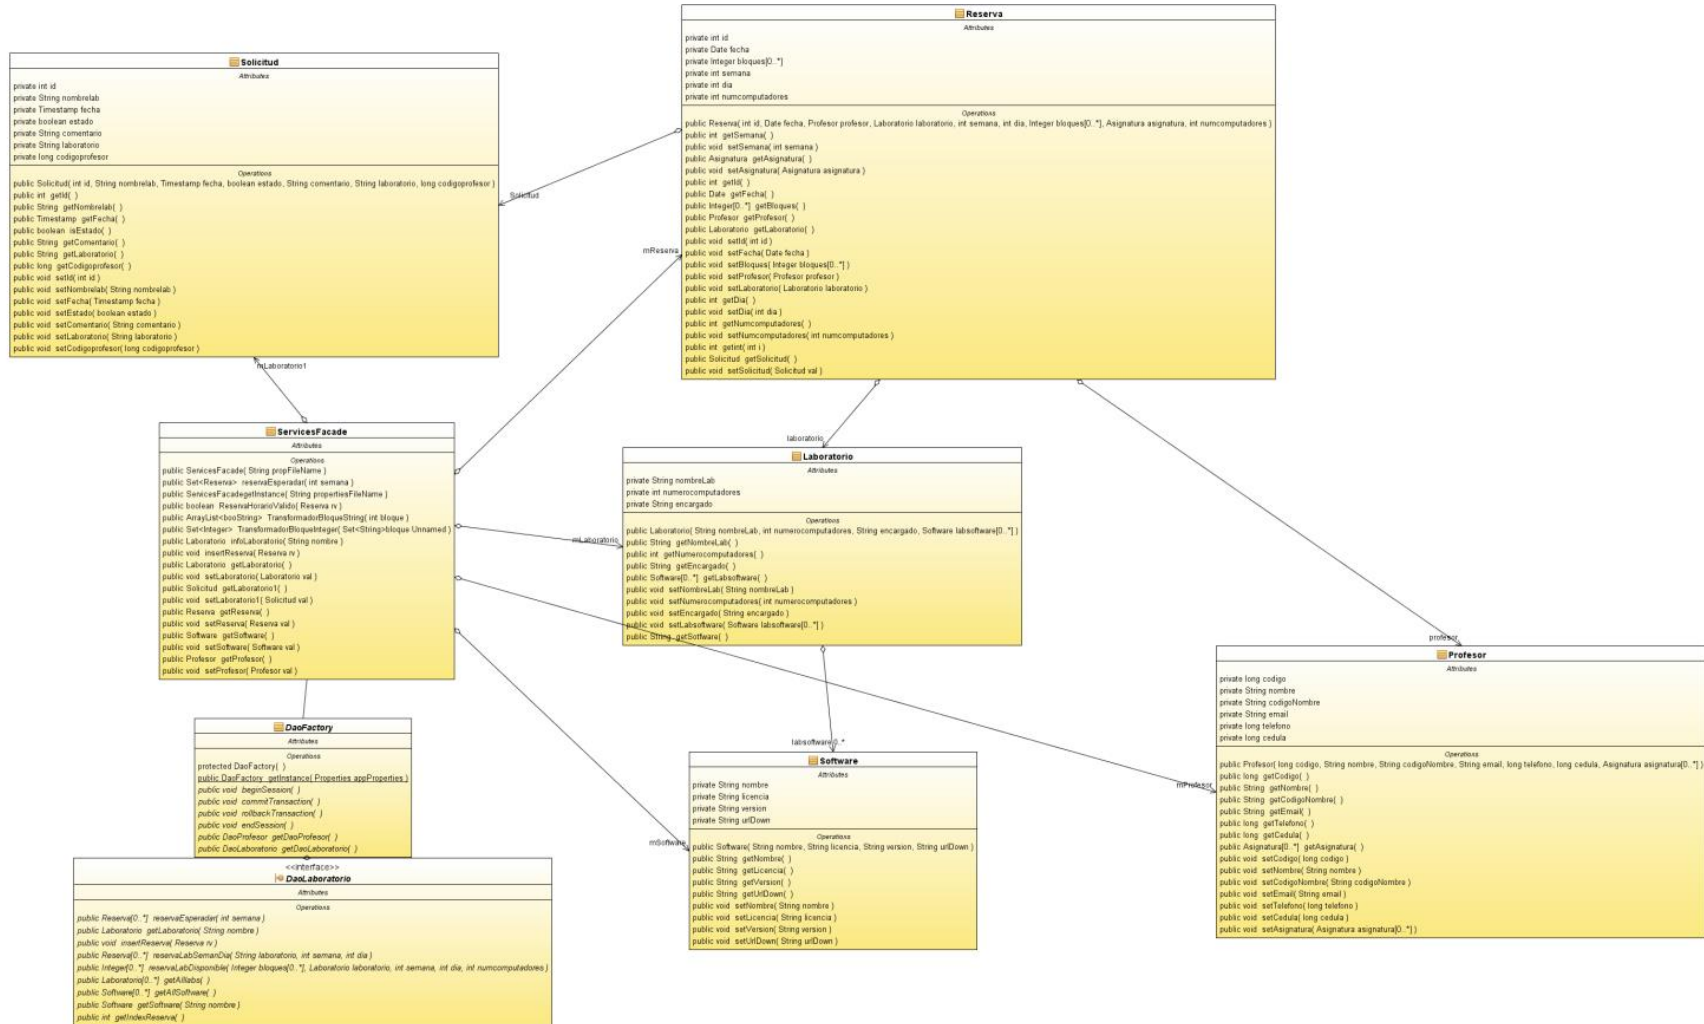 Solicitud
Attributes
private int id
private String nombrelab
private Timestamp fecha
private boolean estado
private String comentario
private String laboratorio
private long codigoprofesor
Operations
public Solicitud( int id, String nombrelab, Timestamp fecha, boolean estado, String comentario, String laboratorio, long codigoprofesor )
public int getId( )
public String getNombrelab( )
public Timestamp getFecha( )
public boolean isEstado( )
public String getComentario( )
public String getLaboratorio( )
public long getCodigoprofesor( )
public void setId( int id )
public void setNombrelab( String nombrelab )
public void setFecha( Timestamp fecha )
public void setEstado( boolean estado )
public void setComentario( String comentario )
public void setLaboratorio( String laboratorio )
public void setCodigoprofesor( long codigoprofesor )
Reserva
Attributes
private int id
private Date fecha
private Integer bloques[0..*]
private int semana
private int dia
private int numcomputadores
Operations
public Reserva( int id, Date fecha, Profesor profesor, Laboratorio laboratorio, int semana, int dia, Integer bloques[0..*], Asignatura asignatura, int numcomputadores )
public int getSemana( )
public void setSemana( int semana )
public Asignatura getAsignatura( )
public void setAsignatura( Asignatura asignatura )
public int getId( )
public Date getFecha( )
public Integer[0..*] getBloques( )
public Profesor getProfesor( )
public Laboratorio getLaboratorio( )
public void setId( int id )
public void setFecha( Date fecha )
public void setBloques( Integer bloques[0..*] )
public void setProfesor( Profesor profesor )
public void setLaboratorio( Laboratorio laboratorio )
public int getDia( )
public void setDia( int dia )
public int getNumcomputadores( )
public void setNumcomputadores( int numcomputadores )
public int getint( int i )
public Solicitud getSolicitud( )
public void setSolicitud( Solicitud val )
Solicitud
mReserva
mLaboratorio1
ServicesFacade
Attributes
Operations
public ServicesFacade( String propFileName )
public Set<Reserva> reservaEsperadar( int semana )
public ServicesFacadegetInstance( String propertiesFileName )
public boolean ReservaHorarioValido( Reserva rv )
public ArrayList<booString> TransformadorBloqueString( int bloque )
public Set<Integer> TransformadorBloqueInteger( Set<String>bloque Unnamed )
public Laboratorio infoLaboratorio( String nombre )
public void insertReserva( Reserva rv )
public Laboratorio getLaboratorio( )
public void setLaboratorio( Laboratorio val )
public Solicitud getLaboratorio1( )
public void setLaboratorio1( Solicitud val )
public Reserva getReserva( )
public void setReserva( Reserva val )
public Software getSoftware( )
public void setSoftware( Software val )
public Profesor getProfesor( )
public void setProfesor( Profesor val )
laboratorio
mLaboratorio
Laboratorio
Attributes
private String nombreLab
private int numerocomputadores
private String encargado
Operations
public Laboratorio( String nombreLab, int numerocomputadores, String encargado, Software labsoftware[0..*] )
public String getNombreLab( )
public int getNumerocomputadores( )
public String getEncargado( )
public Software[0..*] getLabsoftware( )
public void setNombreLab( String nombreLab )
public void setNumerocomputadores( int numerocomputadores )
public void setEncargado( String encargado )
public void setLabsoftware( Software labsoftware[0..*] )
public String getSotfware( )
profesor
mProfesor
Profesor
Attributes
private long codigo
private String nombre
private String codigoNombre
private String email
private long telefono
private long cedula
Operations
public Profesor( long codigo, String nombre, String codigoNombre, String email, long telefono, long cedula, Asignatura asignatura[0..*] )
public long getCodigo( )
public String getNombre( )
public String getCodigoNombre( )
public String getEmail( )
public long getTelefono( )
public long getCedula( )
public Asignatura[0..*] getAsignatura( )
public void setCodigo( long codigo )
public void setNombre( String nombre )
public void setCodigoNombre( String codigoNombre )
public void setEmail( String email )
public void setTelefono( long telefono )
public void setCedula( long cedula )
public void setAsignatura( Asignatura asignatura[0..*] )
DaoFactory
Attributes
Operations
protected DaoFactory( )
public DaoFactory getInstance( Properties appProperties )
public void beginSession( )
public void commitTransaction( )
public void rollbackTransaction( )
public void endSession( )
public DaoProfesor getDaoProfesor( )
public DaoLaboratorio getDaoLaboratorio( )
labsoftware 0..*
mSoftware
Software
Attributes
private String nombre
private String licencia
private String version
private String urlDown
Operations
public Software( String nombre, String licencia, String version, String urlDown )
public String getNombre( )
public String getLicencia( )
public String getVersion( )
public String getUrlDown( )
public void setNombre( String nombre )
public void setLicencia( String licencia )
public void setVersion( String version )
public void setUrlDown( String urlDown )
<<interface>>
DaoLaboratorio
Attributes
Operations
public Reserva[0..*] reservaEsperadar( int semana )
public Laboratorio getLaboratorio( String nombre )
public void insertReserva( Reserva rv )
public Reserva[0..*] reservaLabSemanDia( String laboratorio, int semana, int dia )
public Integer[0..*] reservaLabDisponible( Integer bloques[0..*], Laboratorio laboratorio, int semana, int dia, int numcomputadores )
public Laboratorio[0..*] getAlllabs( )
public Software[0..*] getAllSoftware( )
public Software getSoftware( String nombre )
public int getIndexReserva( )